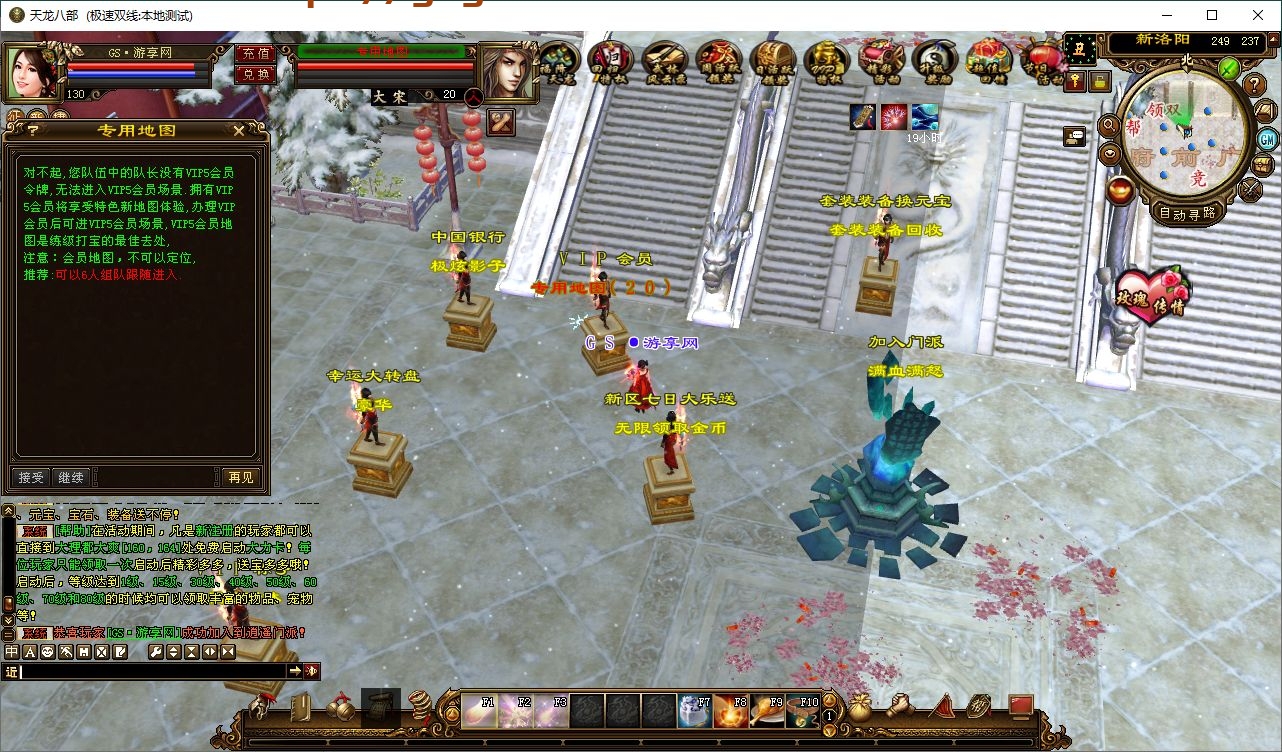 天龙八部 (极速双线:本地测试)
GS·游享网
充值
兑换
130
专用地图
大宋
20
新洛阳 249 237
北
丑
GM
自动寻路
19小时
玫瑰传情
? 专用地图
对不起,您队伍中的队长没有VIP5会员
令牌,无法进入VIP5会员场景.拥有VIP
5会员将享受特色新地图体验,办理VIP
会员后可进VIP5会员场景,VIP5会员地
图是练级打宝的最佳去处,
注意:会员地图,不可以定位,
推荐:可以6人组队跟随进入.
接受 继续 再见
套装装备换元宝
套装装备回收
中国银行
极炫影子
VIP会员
专用地图(20)
GS●游享网
加入门派
满血满怒
幸运大转盘
豪华
新区七日大乐送
无限领取金币
、元宝、宝石、装备送不停!
系统 [帮助]在活动期间,凡是新注册的玩家都可以
直接到大理都大爽[160,164]处免费启动大力卡!每
位玩家只能领取一次启动后精彩多多,送宝多多哦!
启动后,等级达到1级、15级、30级、40级、50级、60
级、70级和80级的时候均可以领取丰富的物品、宠物
等!
系统 恭喜玩家[GS·游享网]成功加入到逍遥门派!
近
F1 F2 F3 F7 F8 F9 F10
1